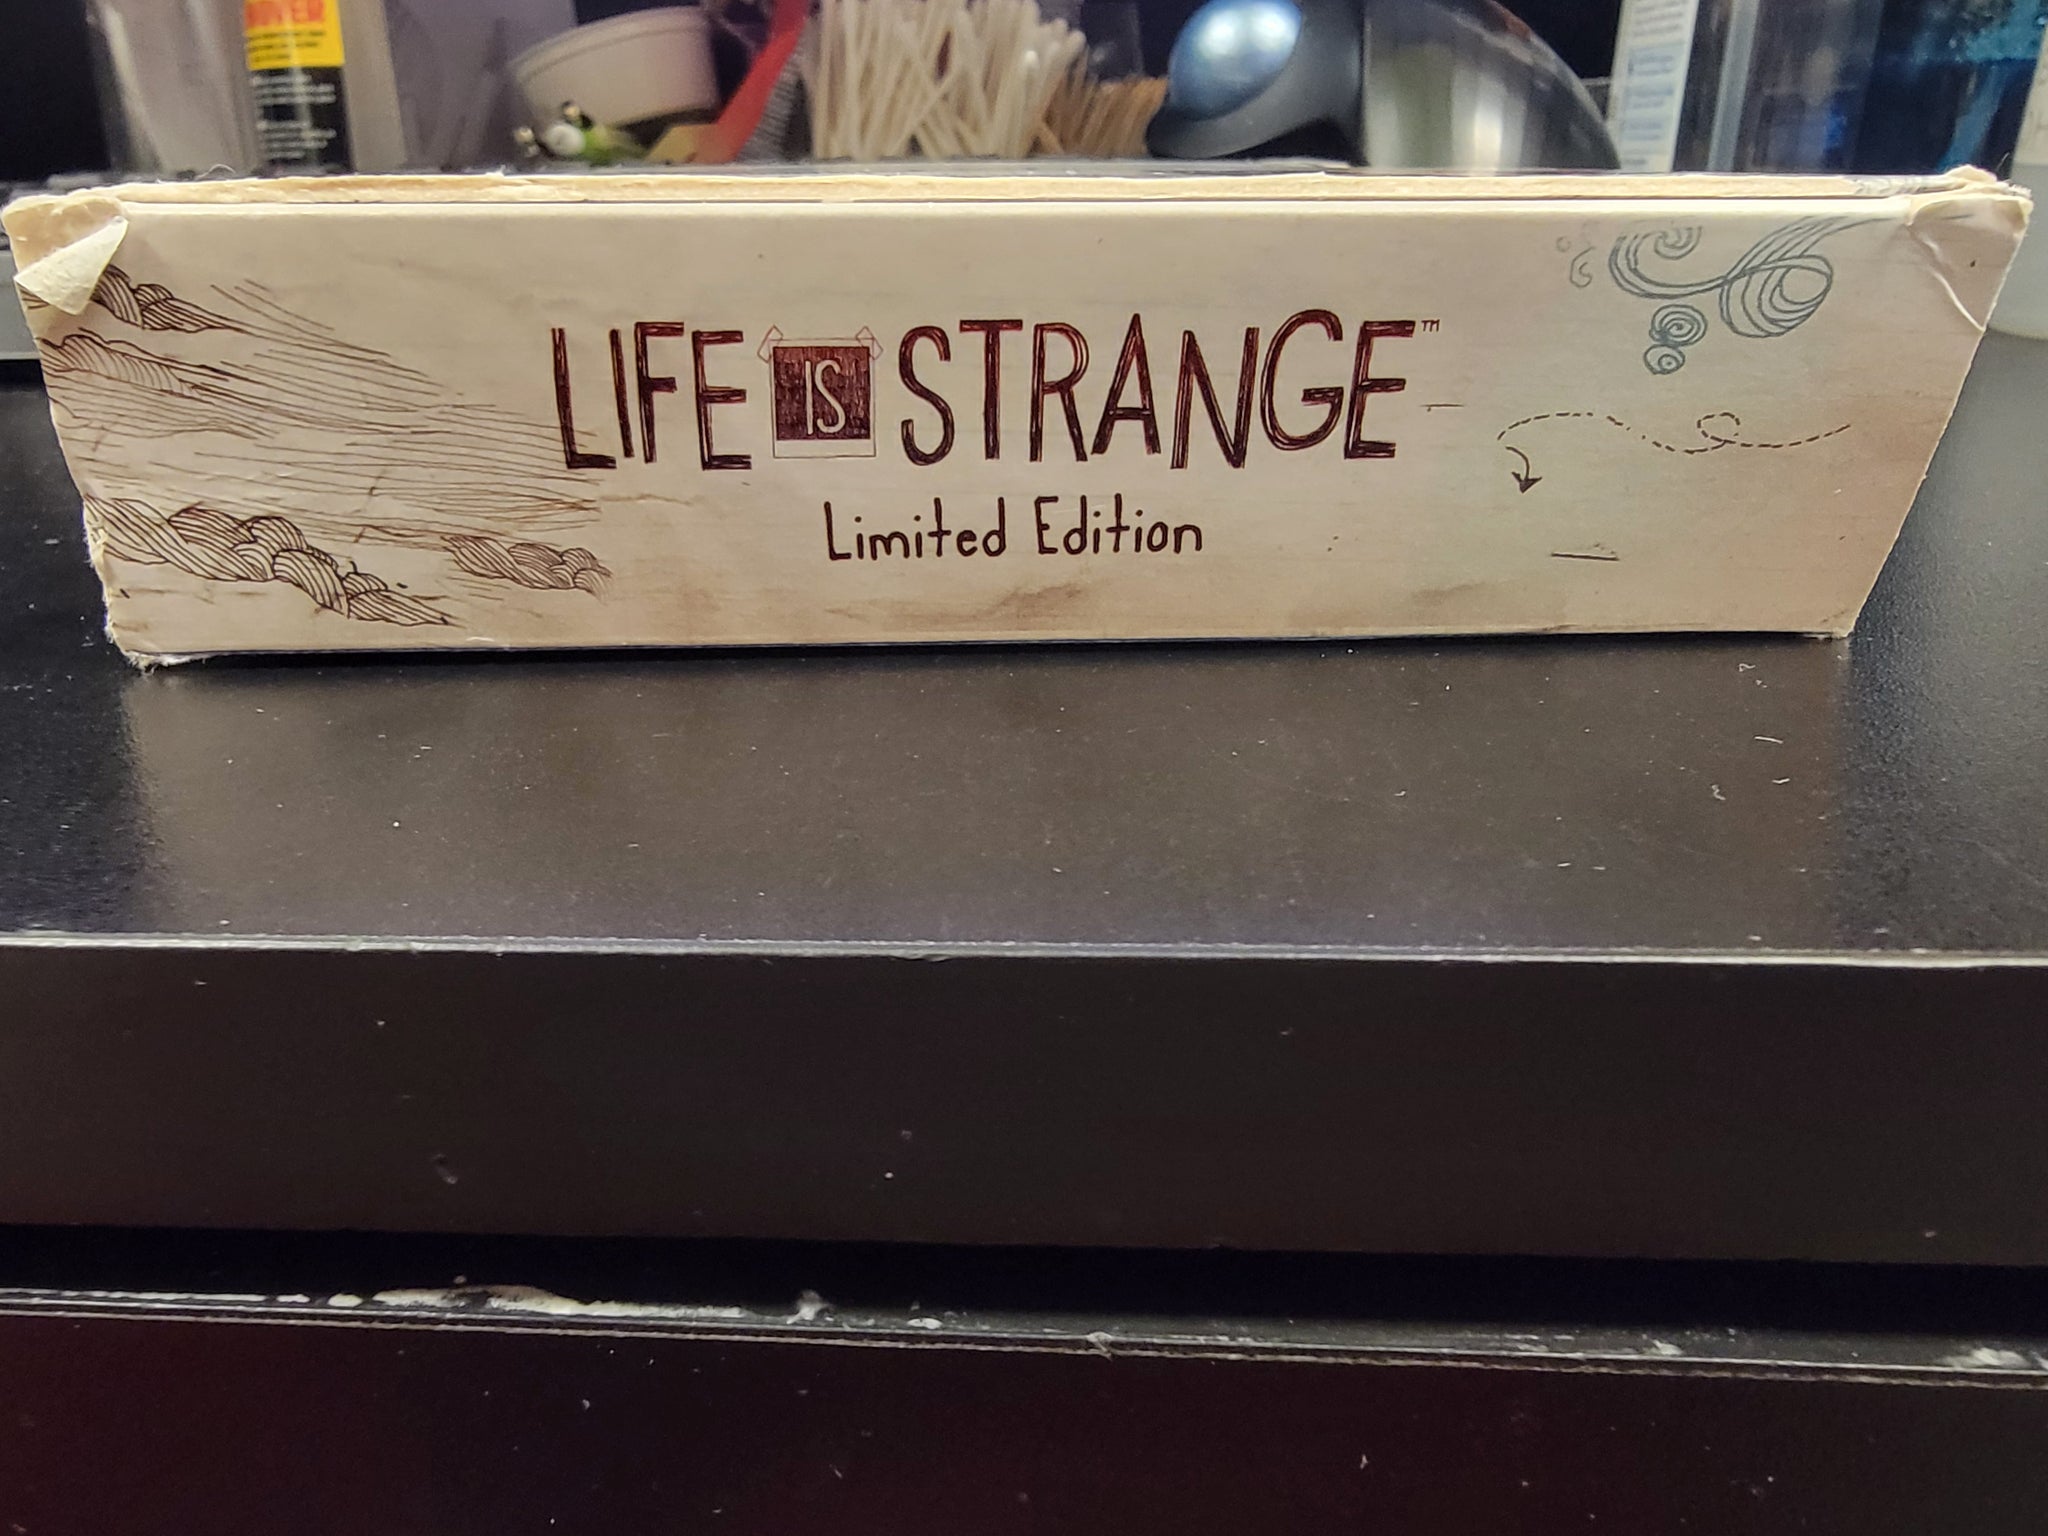 LIFE IS STRANGE™
Limited Edition